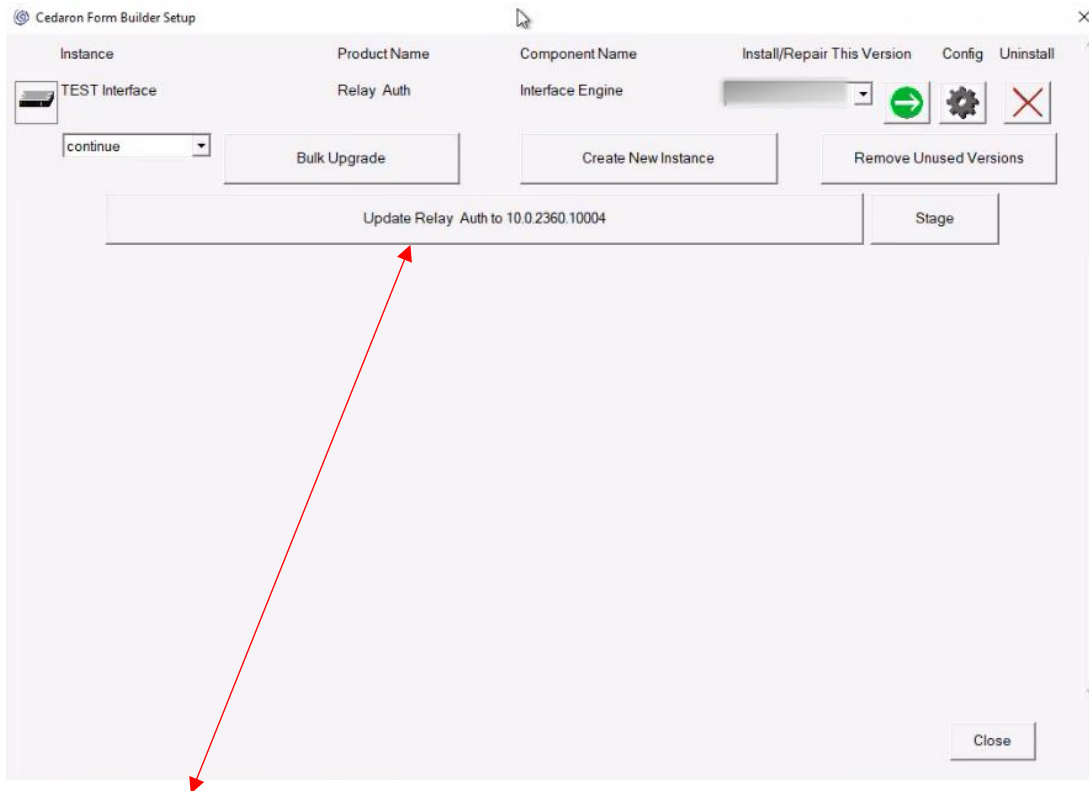 Cedaron Form Builder Setup
Instance Product Name Component Name Install/Repair This Version Config Uninstall
TEST Interface Relay Auth Interface Engine
continue Bulk Upgrade Create New Instance Remove Unused Versions
Update Relay Auth to 10.0.2360.10004 Stage
Close